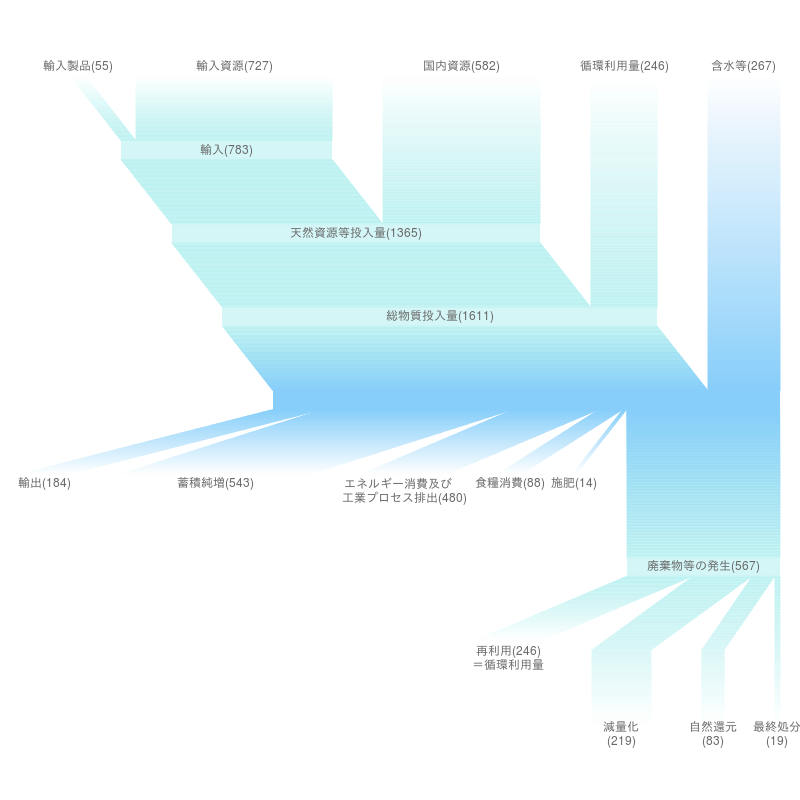 輸入製品(55)
輸入資源(727)
国内資源(582)
循環利用量(246)
含水等(267)
輸入(783)
天然資源等投入量(1365)
総物質投入量(1611)
輸出(184)
蓄積純増(543)
エネルギー消費及び
工業プロセス排出(480)
食糧消費(88)
施肥(14)
廃棄物等の発生(567)
再利用(246)
＝循環利用量
減量化
(219)
自然還元
(83)
最終処分
(19)